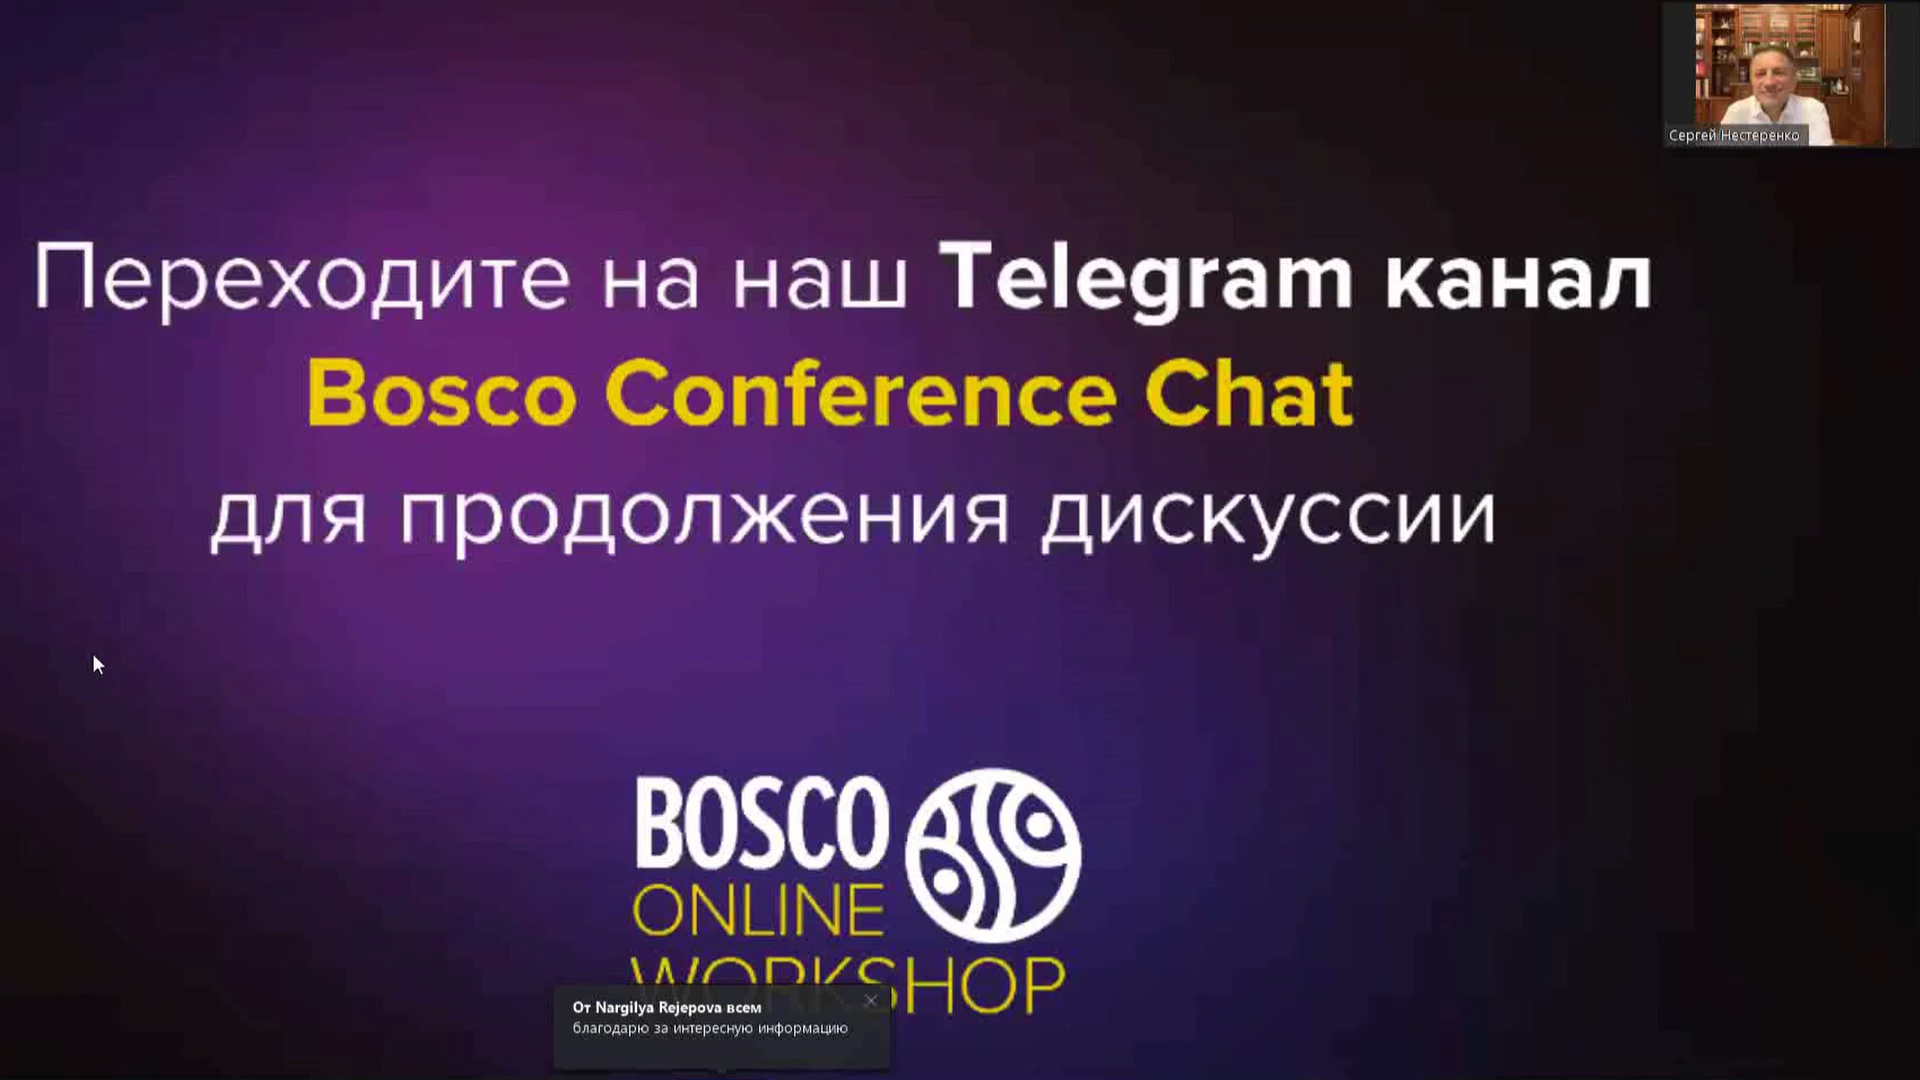 Сергей Нестеренко
Переходите на наш Telegram канал
Bosco Conference Chat
для продолжения дискуссии
BOSCO
ONLINE
WORKSHOP
От Nargilya Rejepova всем
благодарю за интересную информацию